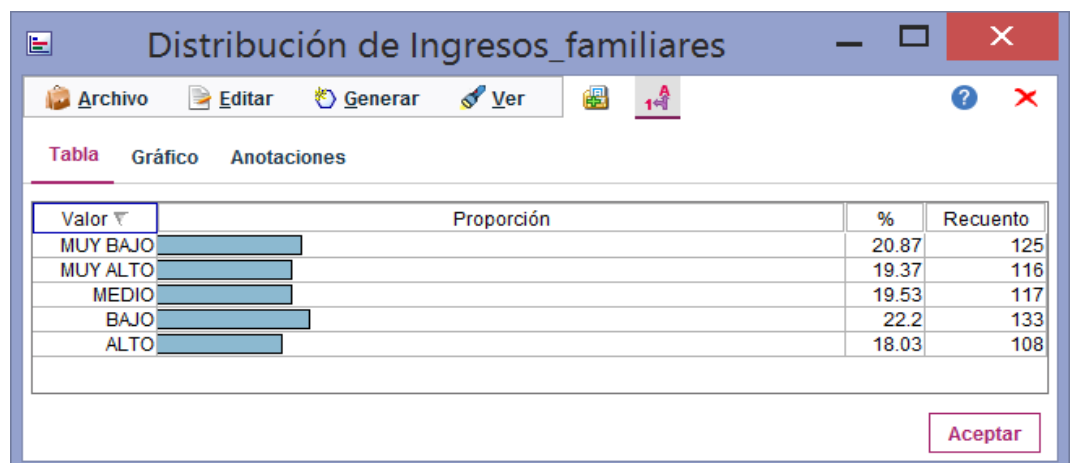 Distribución de Ingresos_familiares
Archivo Editar Generar Ver
Tabla Gráfico Anotaciones
Valor Proporción % Recuento
MUY BAJO 20.87 125
MUY ALTO 19.37 116
MEDIO 19.53 117
BAJO 22.2 133
ALTO 18.03 108
Aceptar